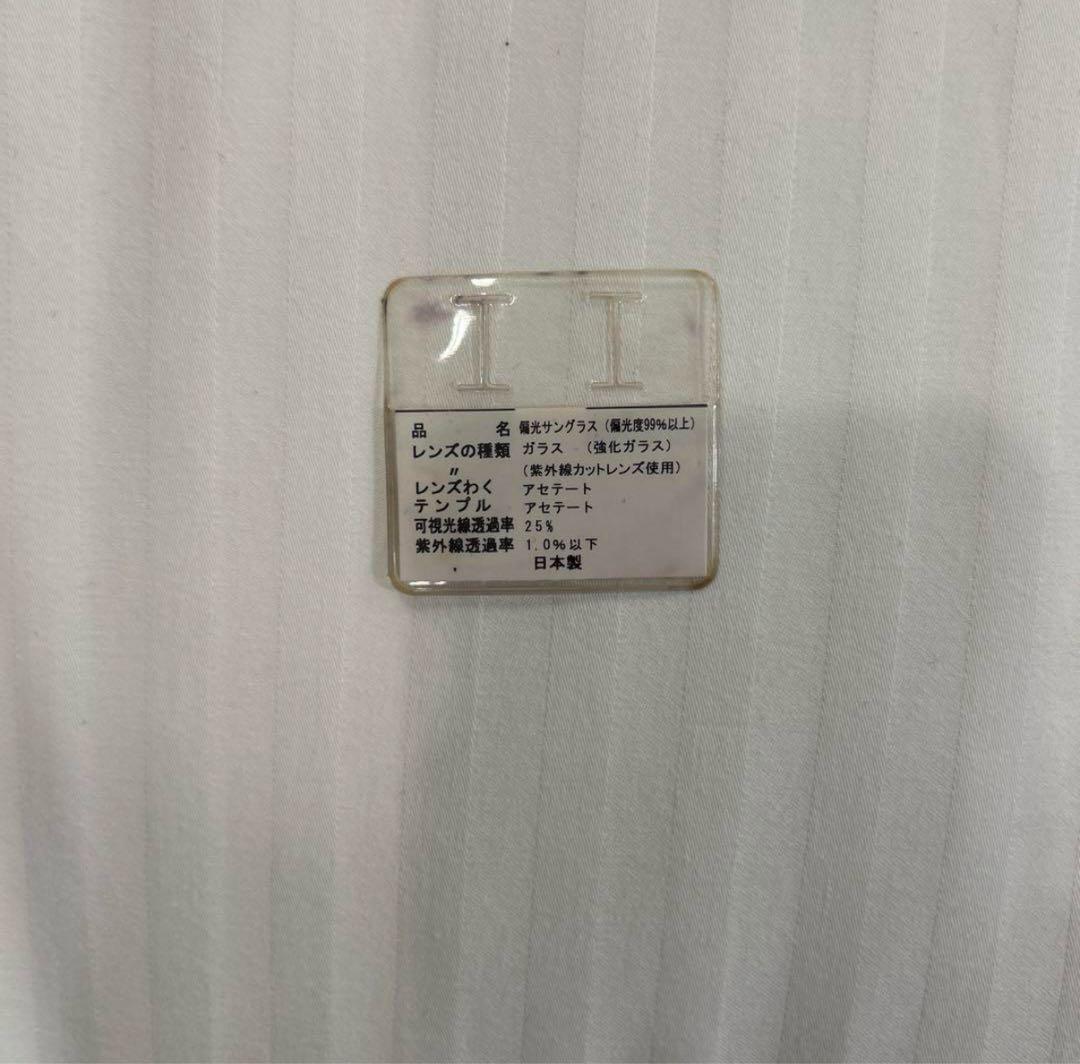 品　　　名 偏光サングラス(偏光度99%以上)
レンズの種類 ガラス (強化ガラス)
〃 (紫外線カットレンズ使用)
レンズわく アセテート
テンプル アセテート
可視光線透過率 25%
紫外線透過率 1.0%以下
日本製